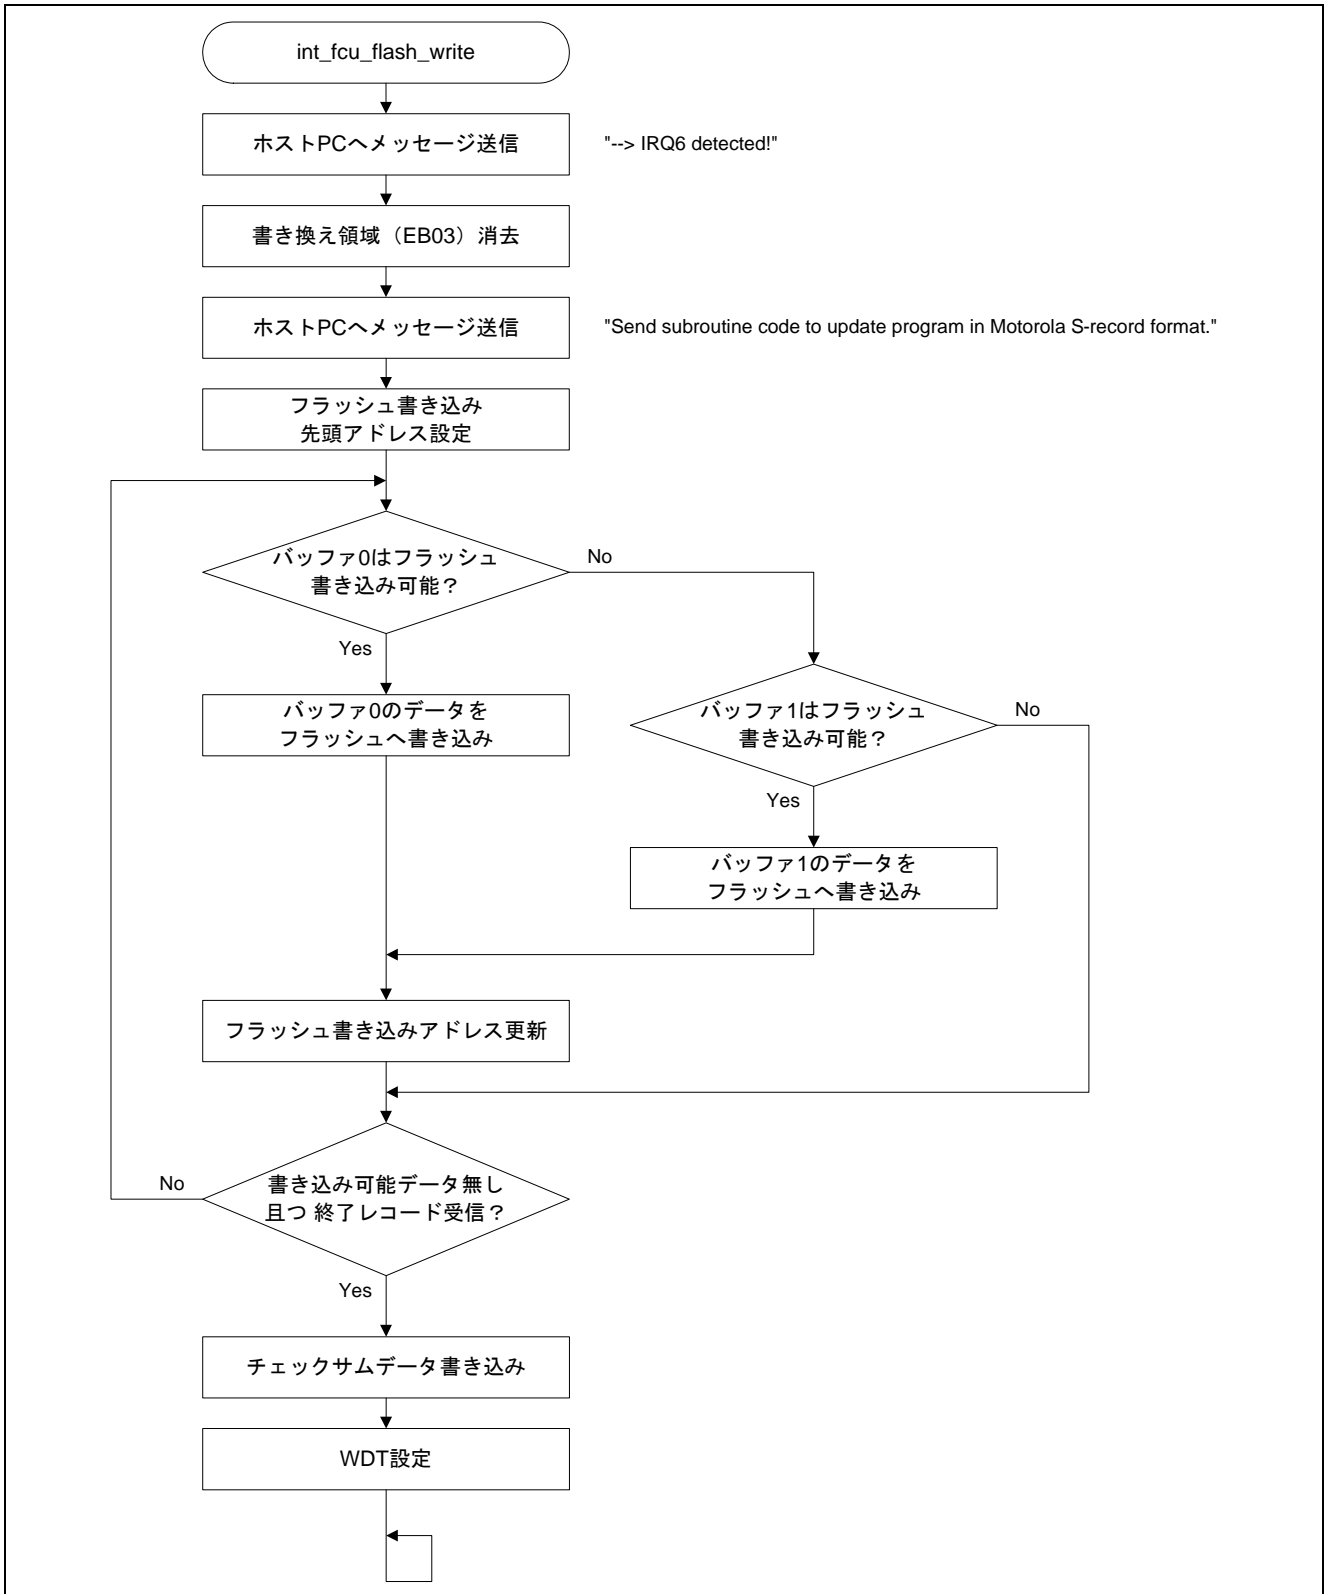 int_fcu_flash_write
ホストPCへメッセージ送信
"--> IRQ6 detected!"
書き換え領域（EB03）消去
ホストPCへメッセージ送信
"Send subroutine code to update program in Motorola S-record format."
フラッシュ書き込み
先頭アドレス設定
バッファ0はフラッシュ
書き込み可能？
No
Yes
バッファ0のデータを
フラッシュへ書き込み
バッファ1はフラッシュ
書き込み可能？
No
Yes
バッファ1のデータを
フラッシュへ書き込み
フラッシュ書き込みアドレス更新
書き込み可能データ無し
且つ 終了レコード受信？
No
Yes
チェックサムデータ書き込み
WDT設定